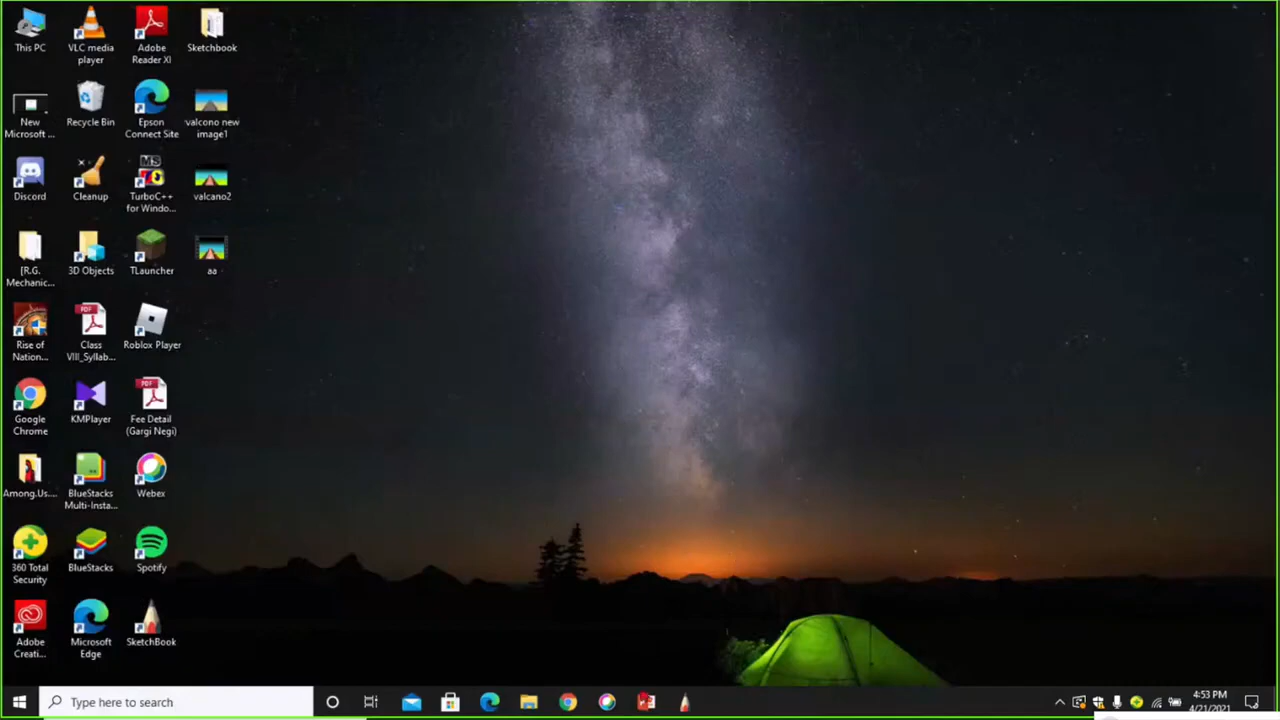 This PC
VLC media
player
Adobe
Reader XI
Sketchbook
New
Microsoft ...
Recycle Bin
Epson
Connect Site
valcono new
image1
Discord
Cleanup
MS
TurboC++
for Windo...
valcano2
[R.G.
Mechanic...
3D Objects
TLauncher
aa
Rise of
Nation...
PDF
Class
VIII_Syllab...
Roblox Player
Google
Chrome
KMPlayer
PDF
Fee Detail
(Gargi Negi)
Among.Us....
BlueStacks
Multi-Insta...
Webex
360 Total
Security
BlueStacks
Spotify
Adobe
Creati...
Microsoft
Edge
SketchBook
Type here to search
4:53 PM
4/21/2021